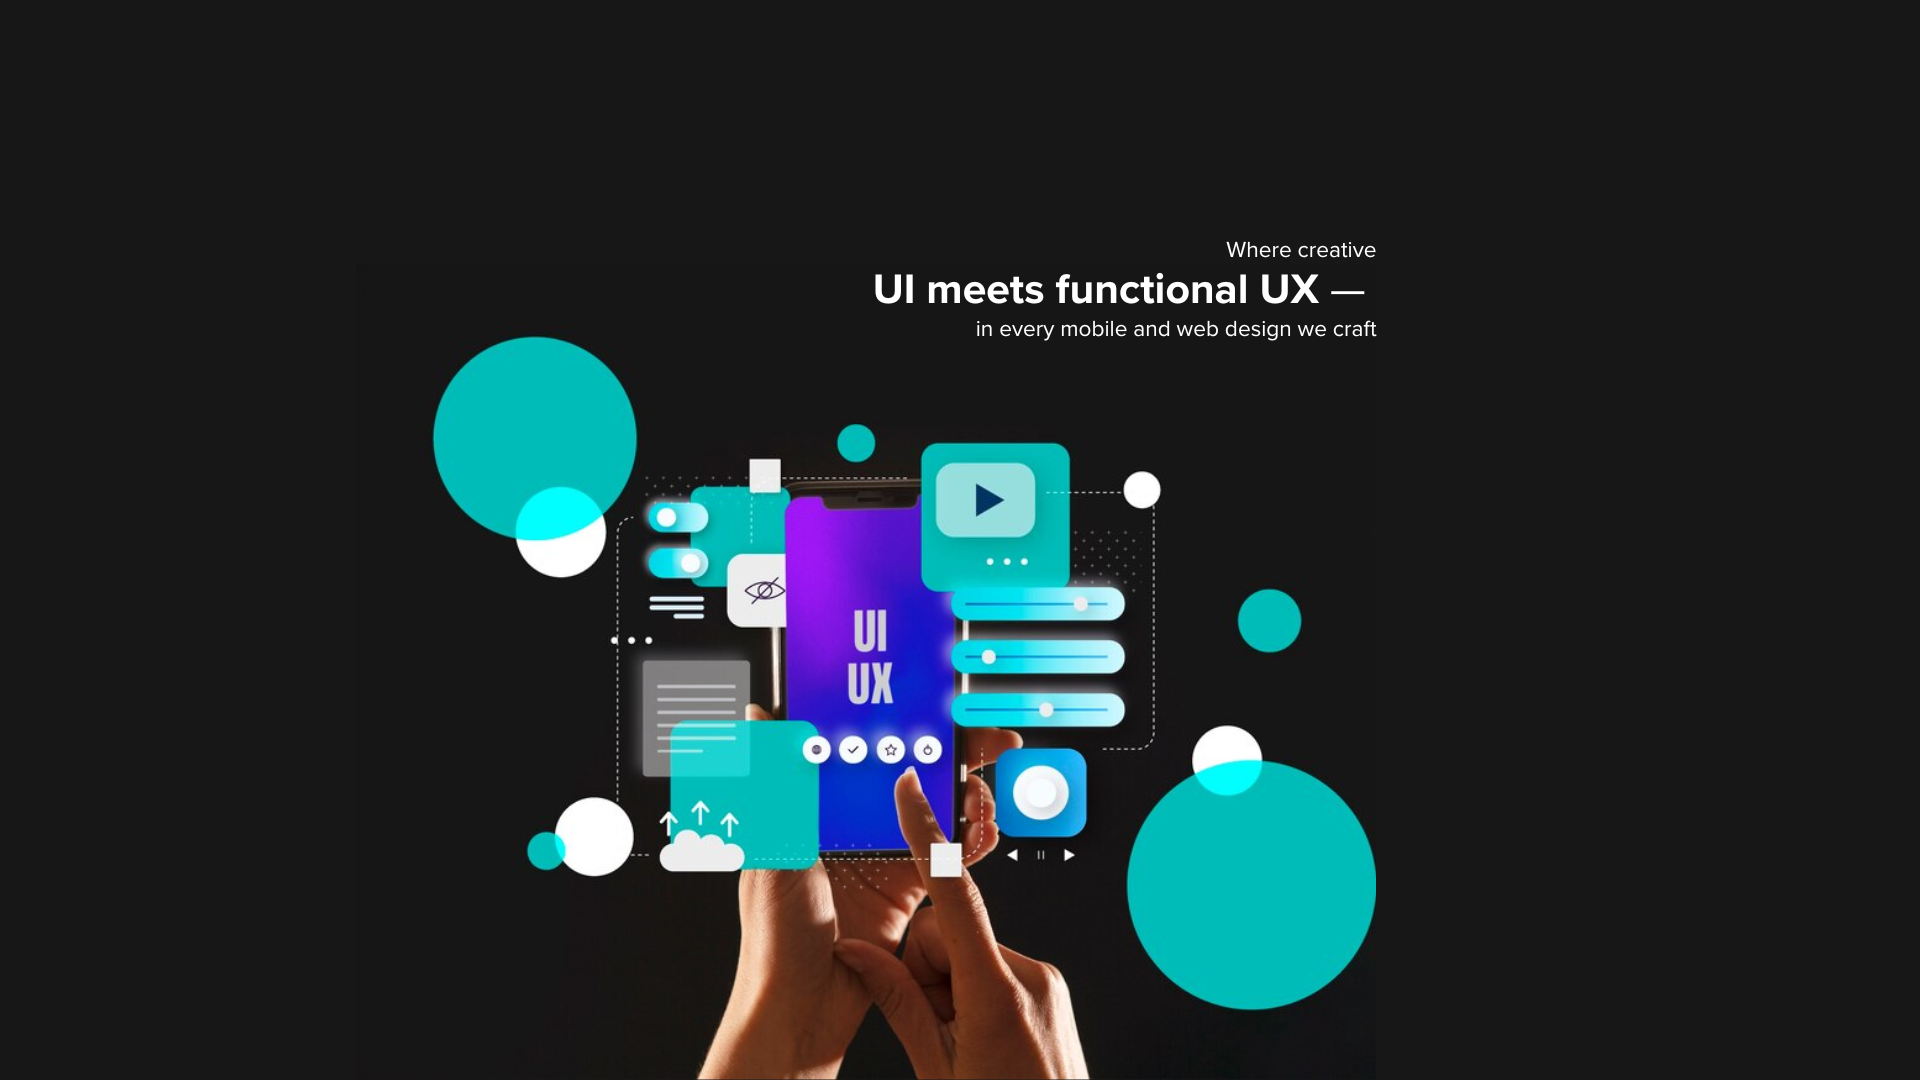 Where creative
UI meets functional UX —
in every mobile and web design we craft
UI
UX